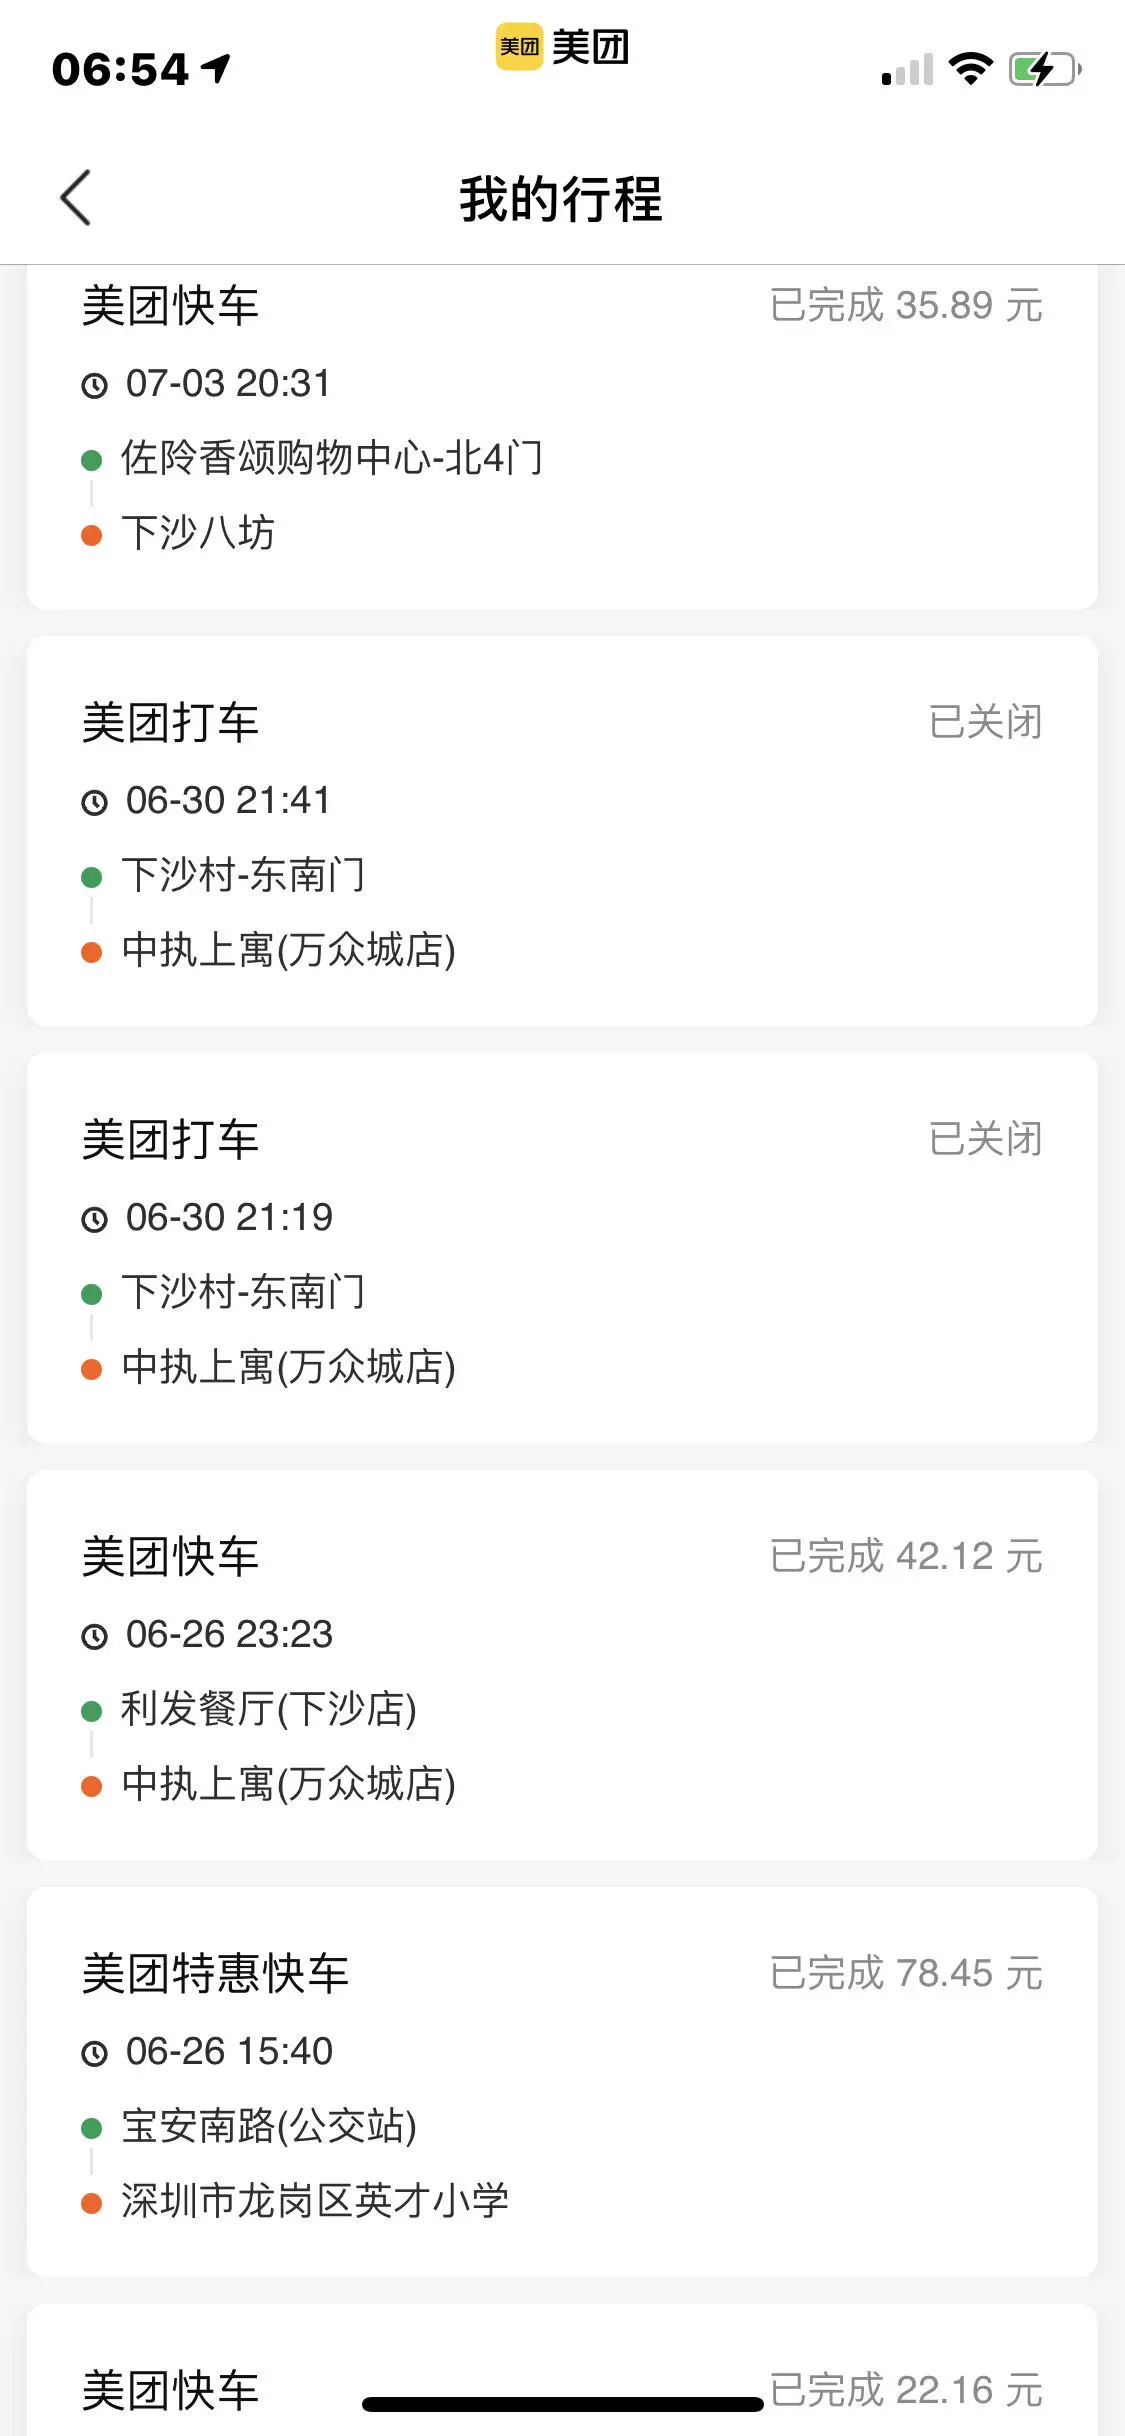 美团 美团
06:54
我的行程
美团快车 已完成 35.89 元
07-03 20:31
佐阾香颂购物中心-北4门
下沙八坊
美团打车 已关闭
06-30 21:41
下沙村-东南门
中执上寓(万众城店)
美团打车 已关闭
06-30 21:19
下沙村-东南门
中执上寓(万众城店)
美团快车 已完成 42.12 元
06-26 23:23
利发餐厅(下沙店)
中执上寓(万众城店)
美团特惠快车 已完成 78.45 元
06-26 15:40
宝安南路(公交站)
深圳市龙岗区英才小学
美团快车 已完成 22.16 元